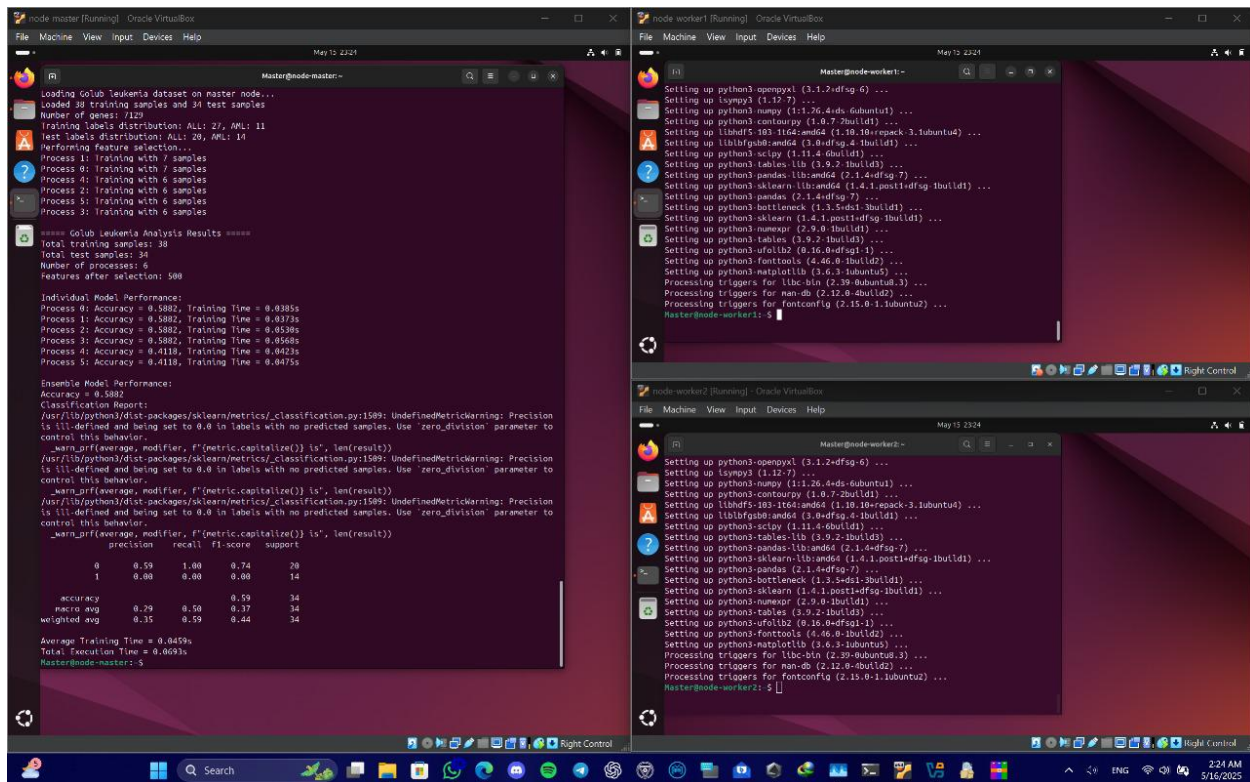 node master [Running] Oracle VirtualBox
File Machine View Input Devices Help
May 15 23:24
Master@node-master: ~
Loading Golub leukemia dataset on master node...
Loaded 38 training samples and 34 test samples
Number of genes: 7129
Training labels distribution: ALL: 27, AML: 11
Test labels distribution: ALL: 20, AML: 14
Performing feature selection...
Process 1: Training with 7 samples
Process 0: Training with 7 samples
Process 4: Training with 6 samples
Process 2: Training with 6 samples
Process 5: Training with 6 samples
Process 3: Training with 6 samples
===== Golub Leukemia Analysis Results =====
Total training samples: 38
Total test samples: 34
Number of processes: 6
Features after selection: 500
Individual Model Performance:
Process 0: Accuracy = 0.5882, Training Time = 0.0385s
Process 1: Accuracy = 0.5882, Training Time = 0.0373s
Process 2: Accuracy = 0.5882, Training Time = 0.0530s
Process 3: Accuracy = 0.5882, Training Time = 0.0568s
Process 4: Accuracy = 0.4118, Training Time = 0.0423s
Process 5: Accuracy = 0.4118, Training Time = 0.0475s
Ensemble Model Performance:
Accuracy = 0.5882
Classification Report:
/usr/lib/python3/dist-packages/sklearn/metrics/_classification.py:1509: UndefinedMetricWarning: Precision
is ill-defined and being set to 0.0 in labels with no predicted samples. Use `zero_division` parameter to
control this behavior.
_warn_prf(average, modifier, f"{metric.capitalize()} is", len(result))
/usr/lib/python3/dist-packages/sklearn/metrics/_classification.py:1509: UndefinedMetricWarning: Precision
is ill-defined and being set to 0.0 in labels with no predicted samples. Use `zero_division` parameter to
control this behavior.
_warn_prf(average, modifier, f"{metric.capitalize()} is", len(result))
/usr/lib/python3/dist-packages/sklearn/metrics/_classification.py:1509: UndefinedMetricWarning: Precision
is ill-defined and being set to 0.0 in labels with no predicted samples. Use `zero_division` parameter to
control this behavior.
_warn_prf(average, modifier, f"{metric.capitalize()} is", len(result))
precision recall f1-score support
0 0.59 1.00 0.74 20
1 0.00 0.00 0.00 14
accuracy 0.59 34
macro avg 0.29 0.50 0.37 34
weighted avg 0.35 0.59 0.44 34
Average Training Time = 0.0459s
Total Execution Time = 0.0693s
Master@node-master:~$
Right Control
node worker1 [Running] Oracle VirtualBox
File Machine View Input Devices Help
May 15 23:24
Master@node-worker1: ~
Setting up python3-openpyxl (3.1.2+dfsg-6) ...
Setting up isympy3 (1.12-7) ...
Setting up python3-numpy (1:1.26.4+ds-6ubuntu1) ...
Setting up python3-contourpy (1.0.7-2build1) ...
Setting up libhdf5-103-1t64:amd64 (1.10.10+repack-3.1ubuntu4) ...
Setting up liblbfgsb0:amd64 (3.0+dfsg.4-1build1) ...
Setting up python3-scipy (1.11.4-6build1) ...
Setting up python3-tables-lib (3.9.2-1build3) ...
Setting up python3-pandas-lib:amd64 (2.1.4+dfsg-7) ...
Setting up python3-sklearn-lib:amd64 (1.4.1.post1+dfsg-1build1) ...
Setting up python3-pandas (2.1.4+dfsg-7) ...
Setting up python3-bottleneck (1.3.5+ds1-3build1) ...
Setting up python3-sklearn (1.4.1.post1+dfsg-1build1) ...
Setting up python3-numexpr (2.9.0-1build1) ...
Setting up python3-tables (3.9.2-1build3) ...
Setting up python3-ufolib2 (0.16.0+dfsg1-1) ...
Setting up python3-fonttools (4.46.0-1build2) ...
Setting up python3-matplotlib (3.6.3-1ubuntu5) ...
Processing triggers for libc-bin (2.39-0ubuntu8.3) ...
Processing triggers for man-db (2.12.0-4build2) ...
Processing triggers for fontconfig (2.15.0-1.1ubuntu2) ...
Master@node-worker1:~$
Right Control
node-worker2 [Running] - Oracle VirtualBox
File Machine View Input Devices Help
May 15 23:24
Master@node-worker2: ~
Setting up python3-openpyxl (3.1.2+dfsg-6) ...
Setting up isympy3 (1.12-7) ...
Setting up python3-numpy (1:1.26.4+ds-6ubuntu1) ...
Setting up python3-contourpy (1.0.7-2build1) ...
Setting up libhdf5-103-1t64:amd64 (1.10.10+repack-3.1ubuntu4) ...
Setting up liblbfgsb0:amd64 (3.0+dfsg.4-1build1) ...
Setting up python3-scipy (1.11.4-6build1) ...
Setting up python3-tables-lib (3.9.2-1build3) ...
Setting up python3-pandas-lib:amd64 (2.1.4+dfsg-7) ...
Setting up python3-sklearn-lib:amd64 (1.4.1.post1+dfsg-1build1) ...
Setting up python3-pandas (2.1.4+dfsg-7) ...
Setting up python3-bottleneck (1.3.5+ds1-3build1) ...
Setting up python3-sklearn (1.4.1.post1+dfsg-1build1) ...
Setting up python3-numexpr (2.9.0-1build1) ...
Setting up python3-tables (3.9.2-1build3) ...
Setting up python3-ufolib2 (0.16.0+dfsg1-1) ...
Setting up python3-fonttools (4.46.0-1build2) ...
Setting up python3-matplotlib (3.6.3-1ubuntu5) ...
Processing triggers for libc-bin (2.39-0ubuntu8.3) ...
Processing triggers for man-db (2.12.0-4build2) ...
Processing triggers for fontconfig (2.15.0-1.1ubuntu2) ...
Master@node-worker2:~$
Right Control
Search
ENG
2:24 AM
5/16/2025